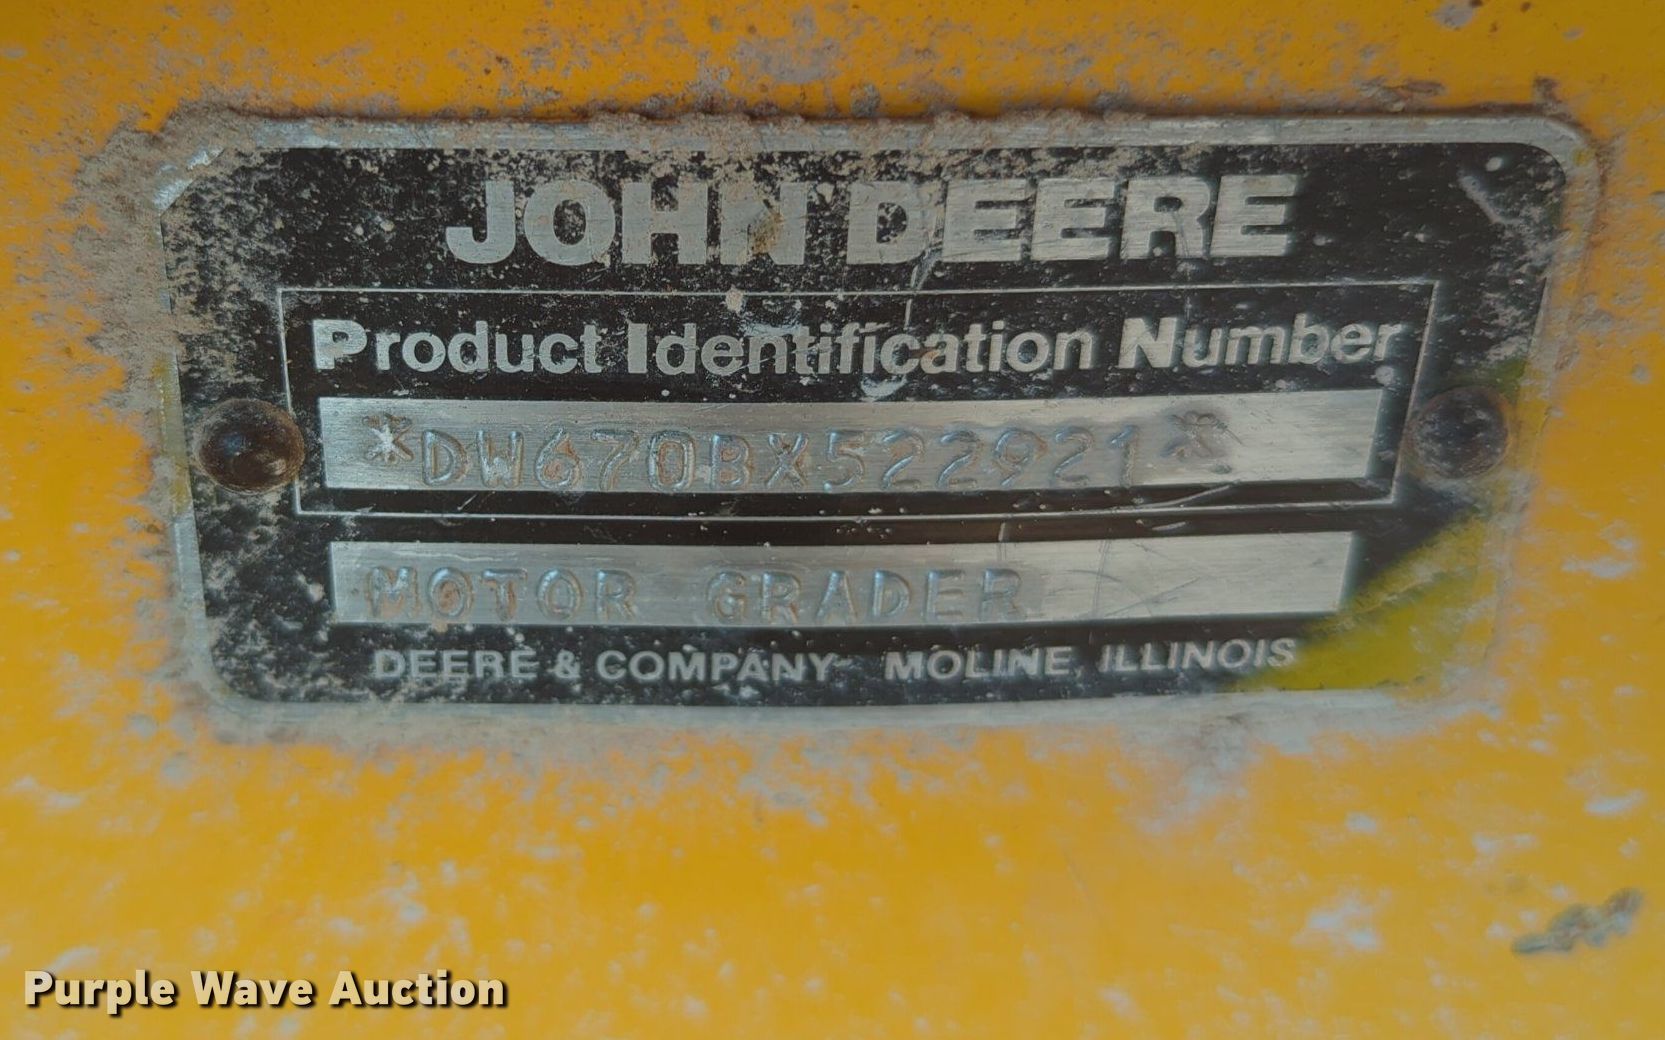 JOHN DEERE
Product Identification Number
*DW670BX522921*
MOTOR GRADER
DEERE & COMPANY MOLINE, ILLINOIS
Purple Wave Auction